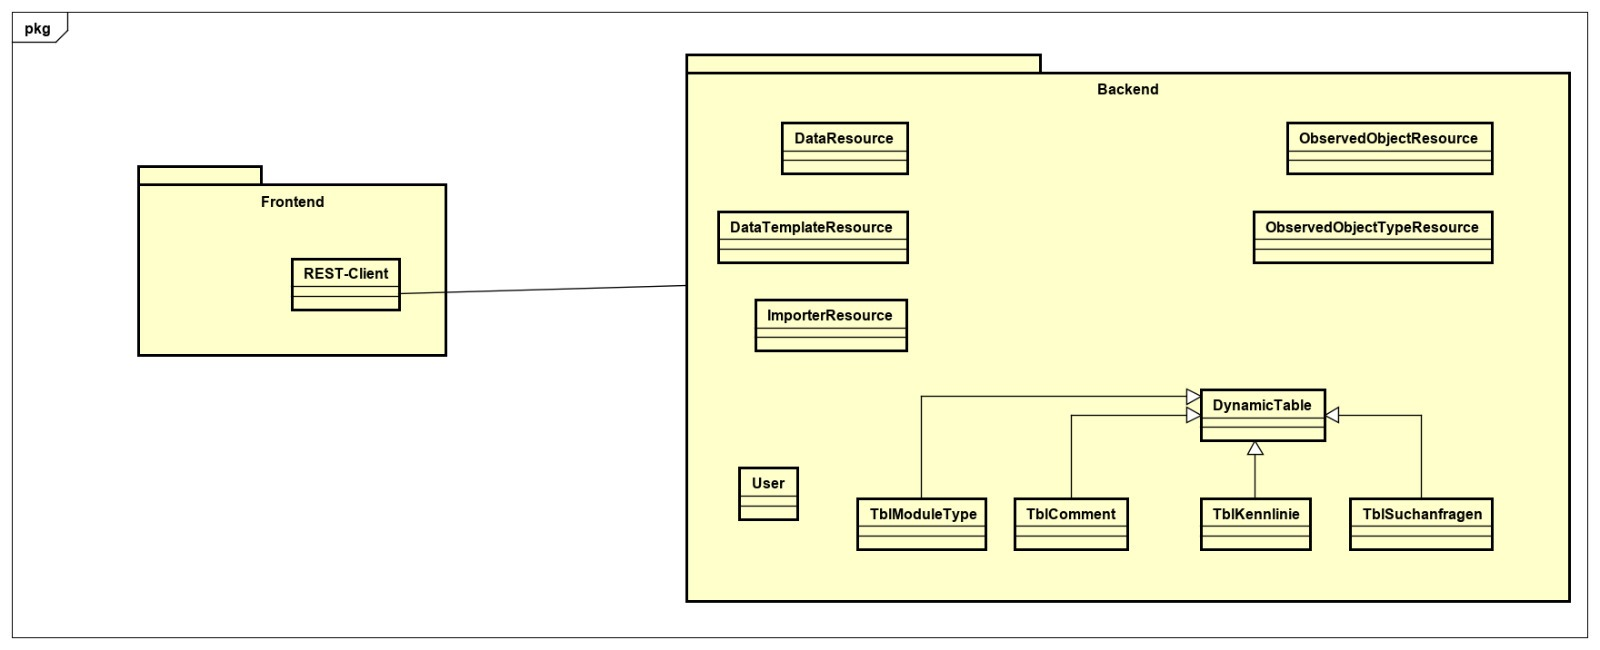 pkg
Backend
DataResource
ObservedObjectResource
Frontend
DataTemplateResource
ObservedObjectTypeResource
REST-Client
ImporterResource
DynamicTable
User
TblModuleType
TblComment
TblKennlinie
TblSuchanfragen